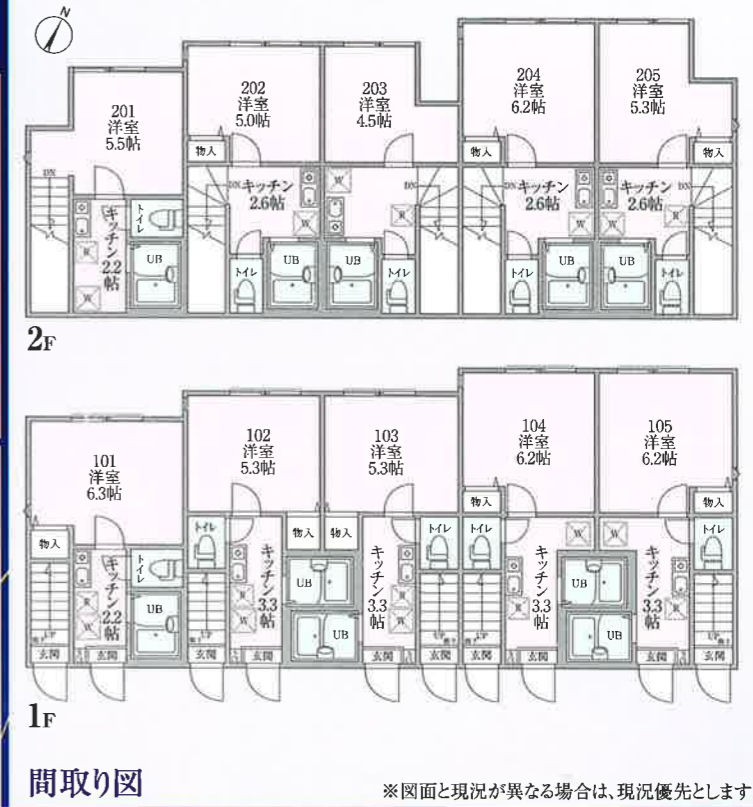 N
201
洋室
5.5帖
202
洋室
5.0帖
203
洋室
4.5帖
204
洋室
6.2帖
205
洋室
5.3帖
物入
物入
物入
DN
トイレ
キッチン
2.2帖
R
W
UB
DN
キッチン
2.6帖
W
トイレ
UB
W
R
DN
UB
トイレ
DN
キッチン
2.6帖
W
トイレ
UB
キッチン
2.6帖
W
R
DN
UB
トイレ
2F
101
洋室
6.3帖
102
洋室
5.3帖
103
洋室
5.3帖
104
洋室
6.2帖
105
洋室
6.2帖
物入
トイレ
キッチン
2.2帖
R
W
UB
UP
玄関
玄関
トイレ
キッチン
3.3帖
R
W
UP
玄関
玄関
物入
物入
UB
UB
キッチン
3.3帖
R
W
トイレ
UP
玄関
玄関
物入
トイレ
W
キッチン
3.3帖
R
UP
玄関
玄関
UB
UB
物入
W
キッチン
3.3帖
R
トイレ
UP
玄関
玄関
1F
間取り図
※図面と現況が異なる場合は、現況優先とします